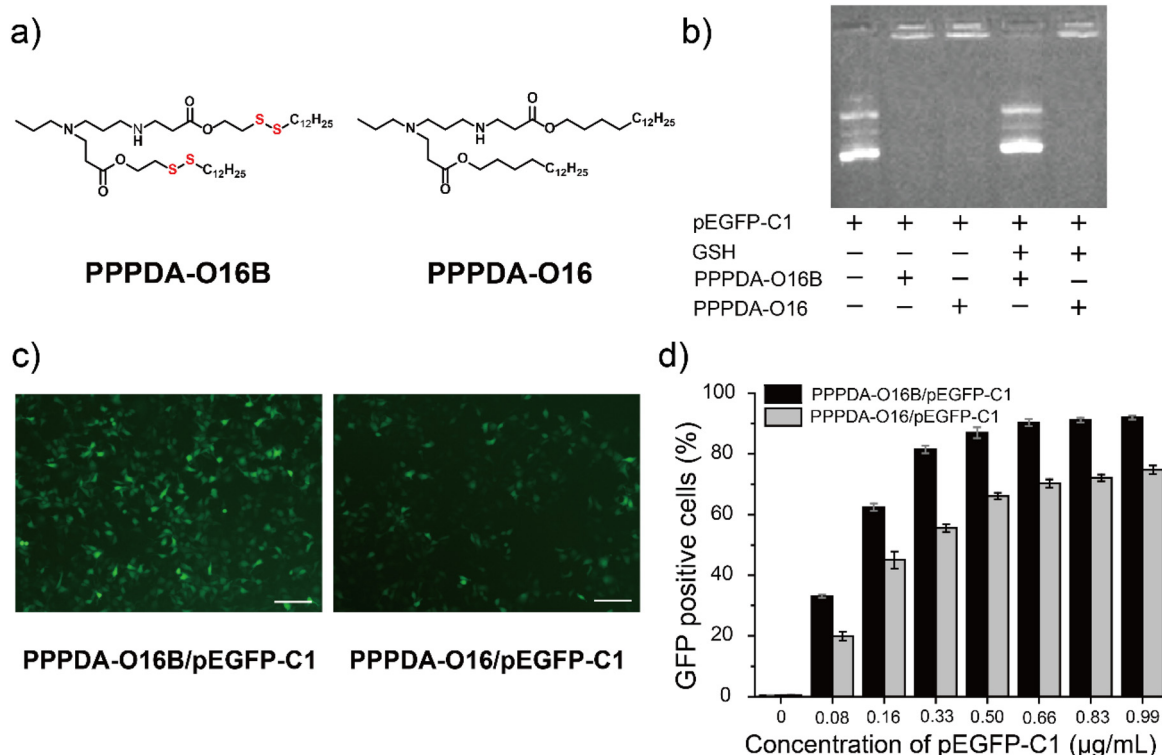 a)
O
N
N
H
O
S
S
C12H25
O
O
S
S
C12H25
PPPDA-O16B
O
N
N
H
O
C12H25
O
O
C12H25
PPPDA-O16
b)
pEGFP-C1 + + + + +
GSH − − − + +
PPPDA-O16B − + − + −
PPPDA-O16 − − + − +
c)
PPPDA-O16B/pEGFP-C1
PPPDA-O16/pEGFP-C1
d)
PPPDA-O16B/pEGFP-C1
PPPDA-O16/pEGFP-C1
GFP positive cells (%)
100
80
60
40
20
0
0 0.08 0.16 0.33 0.50 0.66 0.83 0.99
Concentration of pEGFP-C1 (μg/mL)